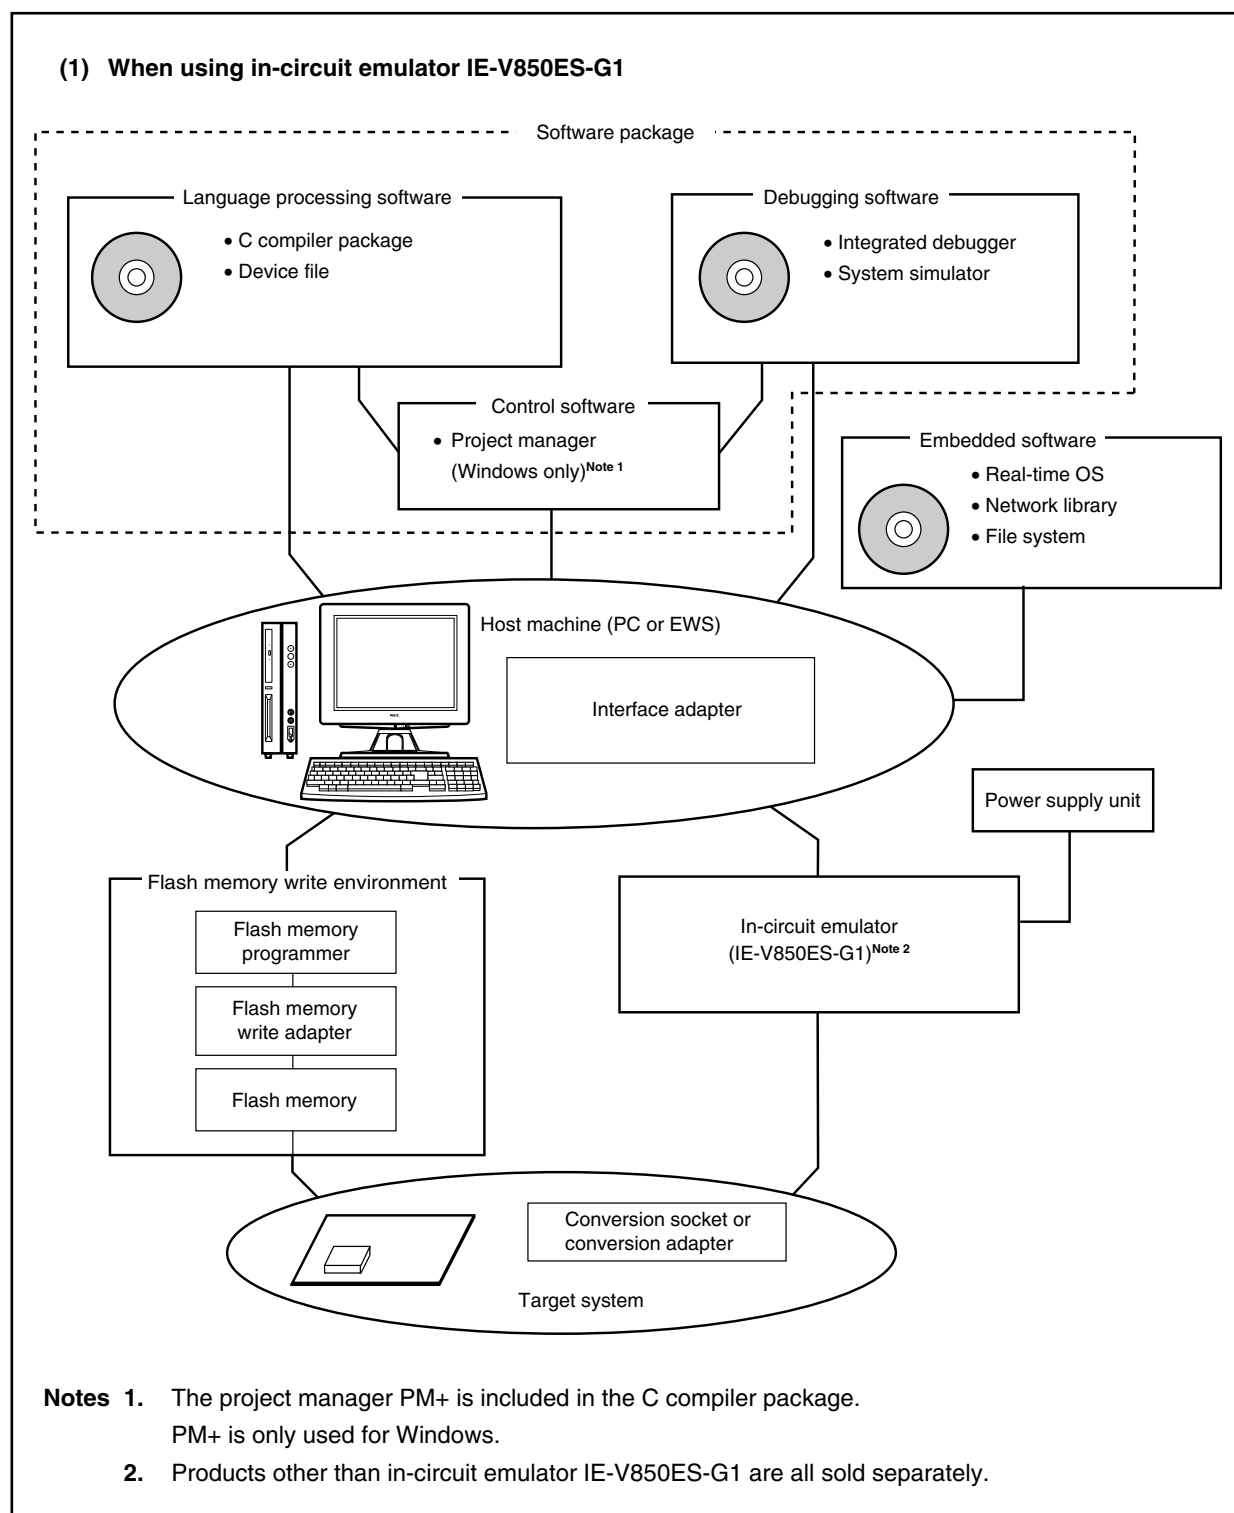 (1) When using in-circuit emulator IE-V850ES-G1
Software package
Language processing software
• C compiler package
• Device file
Debugging software
• Integrated debugger
• System simulator
Control software
• Project manager
(Windows only)Note 1
Embedded software
• Real-time OS
• Network library
• File system
Host machine (PC or EWS)
NEC
Interface adapter
Power supply unit
Flash memory write environment
Flash memory
programmer
Flash memory
write adapter
Flash memory
In-circuit emulator
(IE-V850ES-G1)Note 2
Conversion socket or
conversion adapter
Target system
Notes 1. The project manager PM+ is included in the C compiler package.
PM+ is only used for Windows.
2. Products other than in-circuit emulator IE-V850ES-G1 are all sold separately.